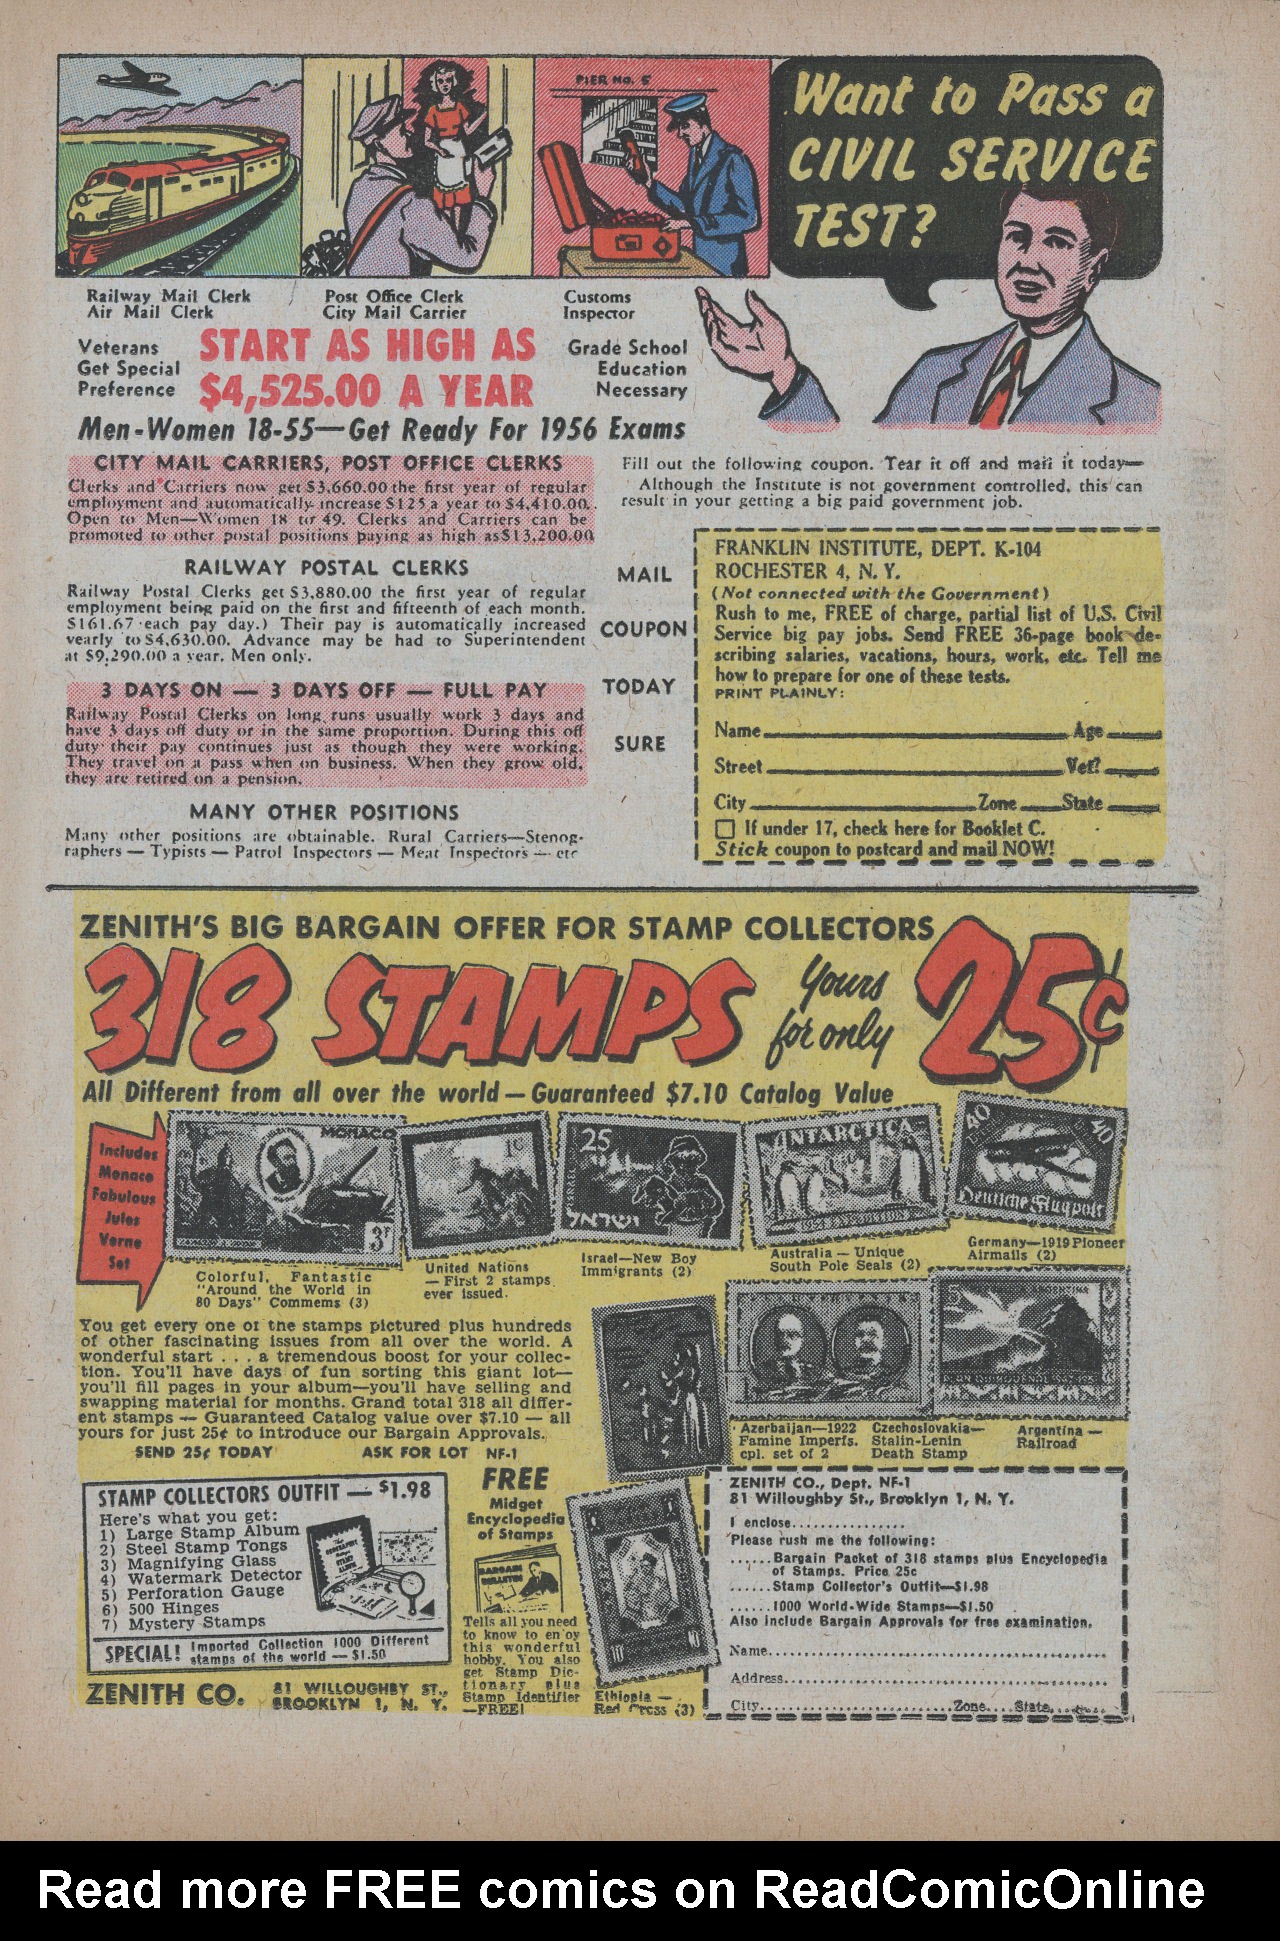 PIER NO. 5
Want to Pass a
CIVIL SERVICE
TEST?
Railway Mail Clerk
Air Mail Clerk
Post Office Clerk
City Mail Carrier
Customs
Inspector
Veterans
Get Special
Preference
START AS HIGH AS
$4,525.00 A YEAR
Grade School
Education
Necessary
Men-Women 18-55—Get Ready For 1956 Exams
CITY MAIL CARRIERS, POST OFFICE CLERKS
Clerks and Carriers now get $3,660.00 the first year of regular
employment and automatically increase $125 a year to $4,410.00.
Open to Men—Women 18 to 49. Clerks and Carriers can be
promoted to other postal positions paying as high as $13,200.00
RAILWAY POSTAL CLERKS
Railway Postal Clerks get $3,880.00 the first year of regular
employment being paid on the first and fifteenth of each month.
$161.67 each pay day.) Their pay is automatically increased
yearly to $4,630.00. Advance may be had to Superintendent
at $9,290.00 a year. Men only.
3 DAYS ON — 3 DAYS OFF — FULL PAY
Railway Postal Clerks on long runs usually work 3 days and
have 3 days off duty or in the same proportion. During this off
duty their pay continues just as though they were working.
They travel on a pass when on business. When they grow old,
they are retired on a pension.
MANY OTHER POSITIONS
Many other positions are obtainable. Rural Carriers—Stenog-
raphers — Typists — Patrol Inspectors — Meat Inspectors — etc
Fill out the following coupon. Tear it off and mail it today—
Although the Institute is not government controlled, this can
result in your getting a big paid government job.
MAIL
COUPON
TODAY
SURE
FRANKLIN INSTITUTE, DEPT. K-104
ROCHESTER 4, N. Y.
(Not connected with the Government)
Rush to me, FREE of charge, partial list of U.S. Civil
Service big pay jobs. Send FREE 36-page book de-
scribing salaries, vacations, hours, work, etc. Tell me
how to prepare for one of these tests.
PRINT PLAINLY:
Name Age
Street Vet?
City Zone State
If under 17, check here for Booklet C.
Stick coupon to postcard and mail NOW!
ZENITH'S BIG BARGAIN OFFER FOR STAMP COLLECTORS
318 STAMPS Yours for only 25¢
All Different from all over the world — Guaranteed $7.10 Catalog Value
Includes
Monaco
Fabulous
Jules
Verne
Set
MONACO
3F
1c
25
ISRAEL
ישראל
ANTARCTICA
40
40
Deutsche Flugpost
Colorful, Fantastic
"Around the World in
80 Days" Commems (3)
United Nations
— First 2 stamps
ever issued.
Israel—New Boy
Immigrants (2)
Australia — Unique
South Pole Seals (2)
Germany—1919 Pioneer
Airmails (2)
ARGENTINA
You get every one of the stamps pictured plus hundreds
of other fascinating issues from all over the world. A
wonderful start . . . a tremendous boost for your collec-
tion. You'll have days of fun sorting this giant lot—
you'll fill pages in your album—you'll have selling and
swapping material for months. Grand total 318 all differ-
ent stamps — Guaranteed Catalog value over $7.10 — all
yours for just 25¢ to introduce our Bargain Approvals.
SEND 25¢ TODAY ASK FOR LOT NF-1
Azerbaijan—1922
Famine Imperfs.
cpl. set of 2
Czechoslovakia—
Stalin-Lenin
Death Stamp
Argentina —
Railroad
STAMP COLLECTORS OUTFIT — $1.98
Here's what you get:
1) Large Stamp Album
2) Steel Stamp Tongs
3) Magnifying Glass
4) Watermark Detector
5) Perforation Gauge
6) 500 Hinges
7) Mystery Stamps
SPECIAL! Imported Collection 1000 Different
stamps of the world — $1.50
ZENITH CO. 81 WILLOUGHBY ST.,
BROOKLYN 1, N. Y.
FREE
Midget
Encyclopedia
of Stamps
BARGAIN
BULLETIN
Tells all you need
to know to enjoy
this wonderful
hobby. You also
get Stamp Dic-
tionary plus
Stamp Identifier
—FREE!
Ethiopia —
Red Cross (3)
ZENITH CO., Dept. NF-1
81 Willoughby St., Brooklyn 1, N. Y.
I enclose................
Please rush me the following:
......Bargain Packet of 318 stamps plus Encyclopedia
of Stamps. Price 25c
......Stamp Collector's Outfit—$1.98
......1000 World-Wide Stamps—$1.50
Also include Bargain Approvals for free examination.
Name
Address
City Zone State
Read more FREE comics on ReadComicOnline